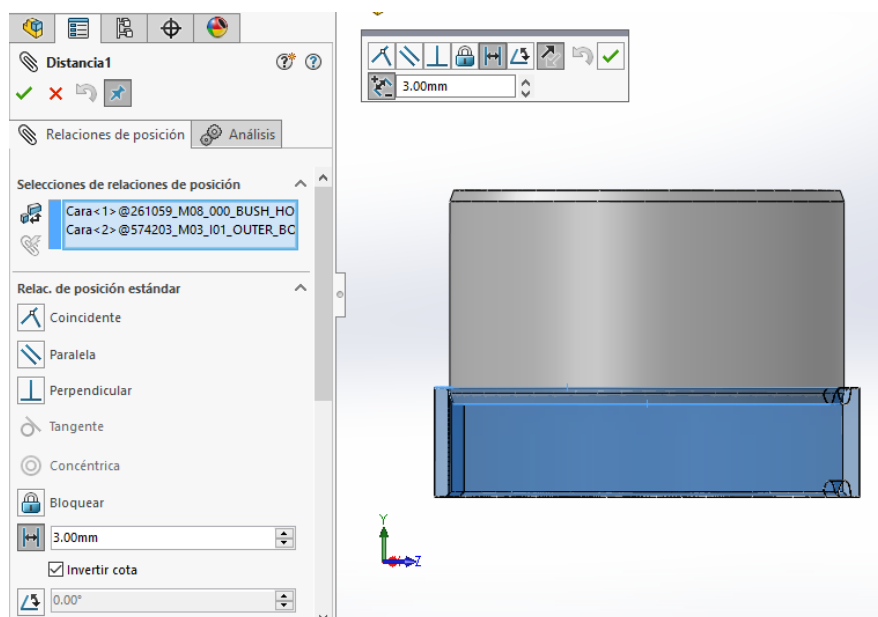 Distancia1
Relaciones de posición
Análisis
Selecciones de relaciones de posición
Cara<1>@261059_M08_000_BUSH_HO
Cara<2>@574203_M03_I01_OUTER_BC
Relac. de posición estándar
Coincidente
Paralela
Perpendicular
Tangente
Concéntrica
Bloquear
3.00mm
Invertir cota
0.00°
3.00mm
Y
Z